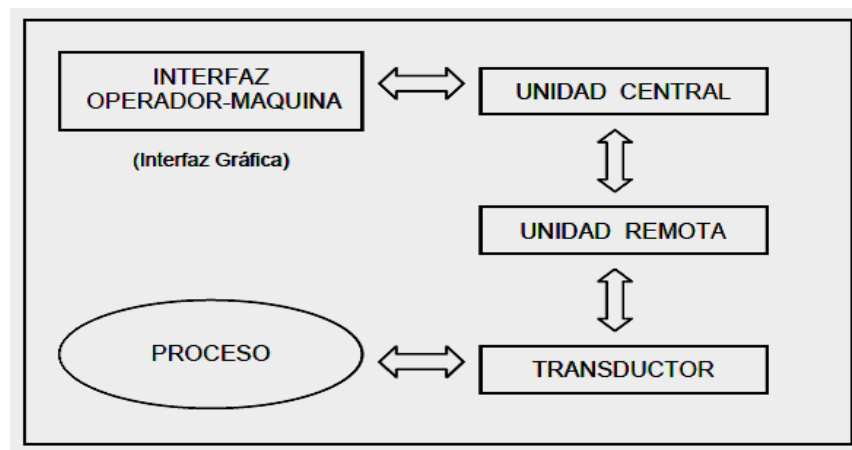 INTERFAZ
OPERADOR-MAQUINA
(Interfaz Gráfica)
UNIDAD CENTRAL
UNIDAD REMOTA
PROCESO
TRANSDUCTOR